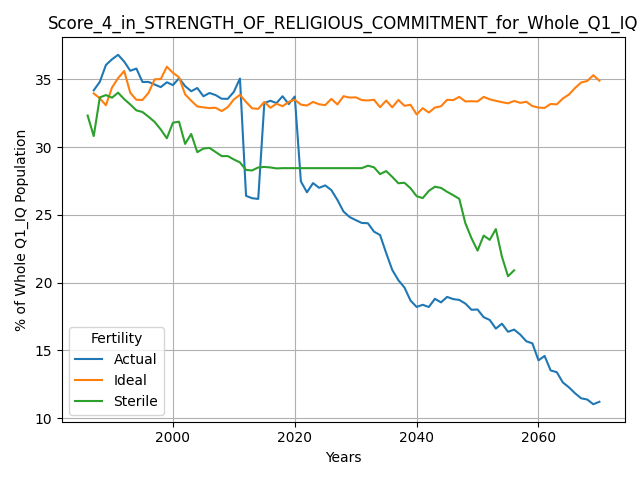 Score_4_in_STRENGTH_OF_RELIGIOUS_COMMITMENT_for_Whole_Q1_IQ
% of Whole Q1_IQ Population
35
30
25
20
15
10
Fertility
Actual
Ideal
Sterile
2000
2020
2040
2060
Years